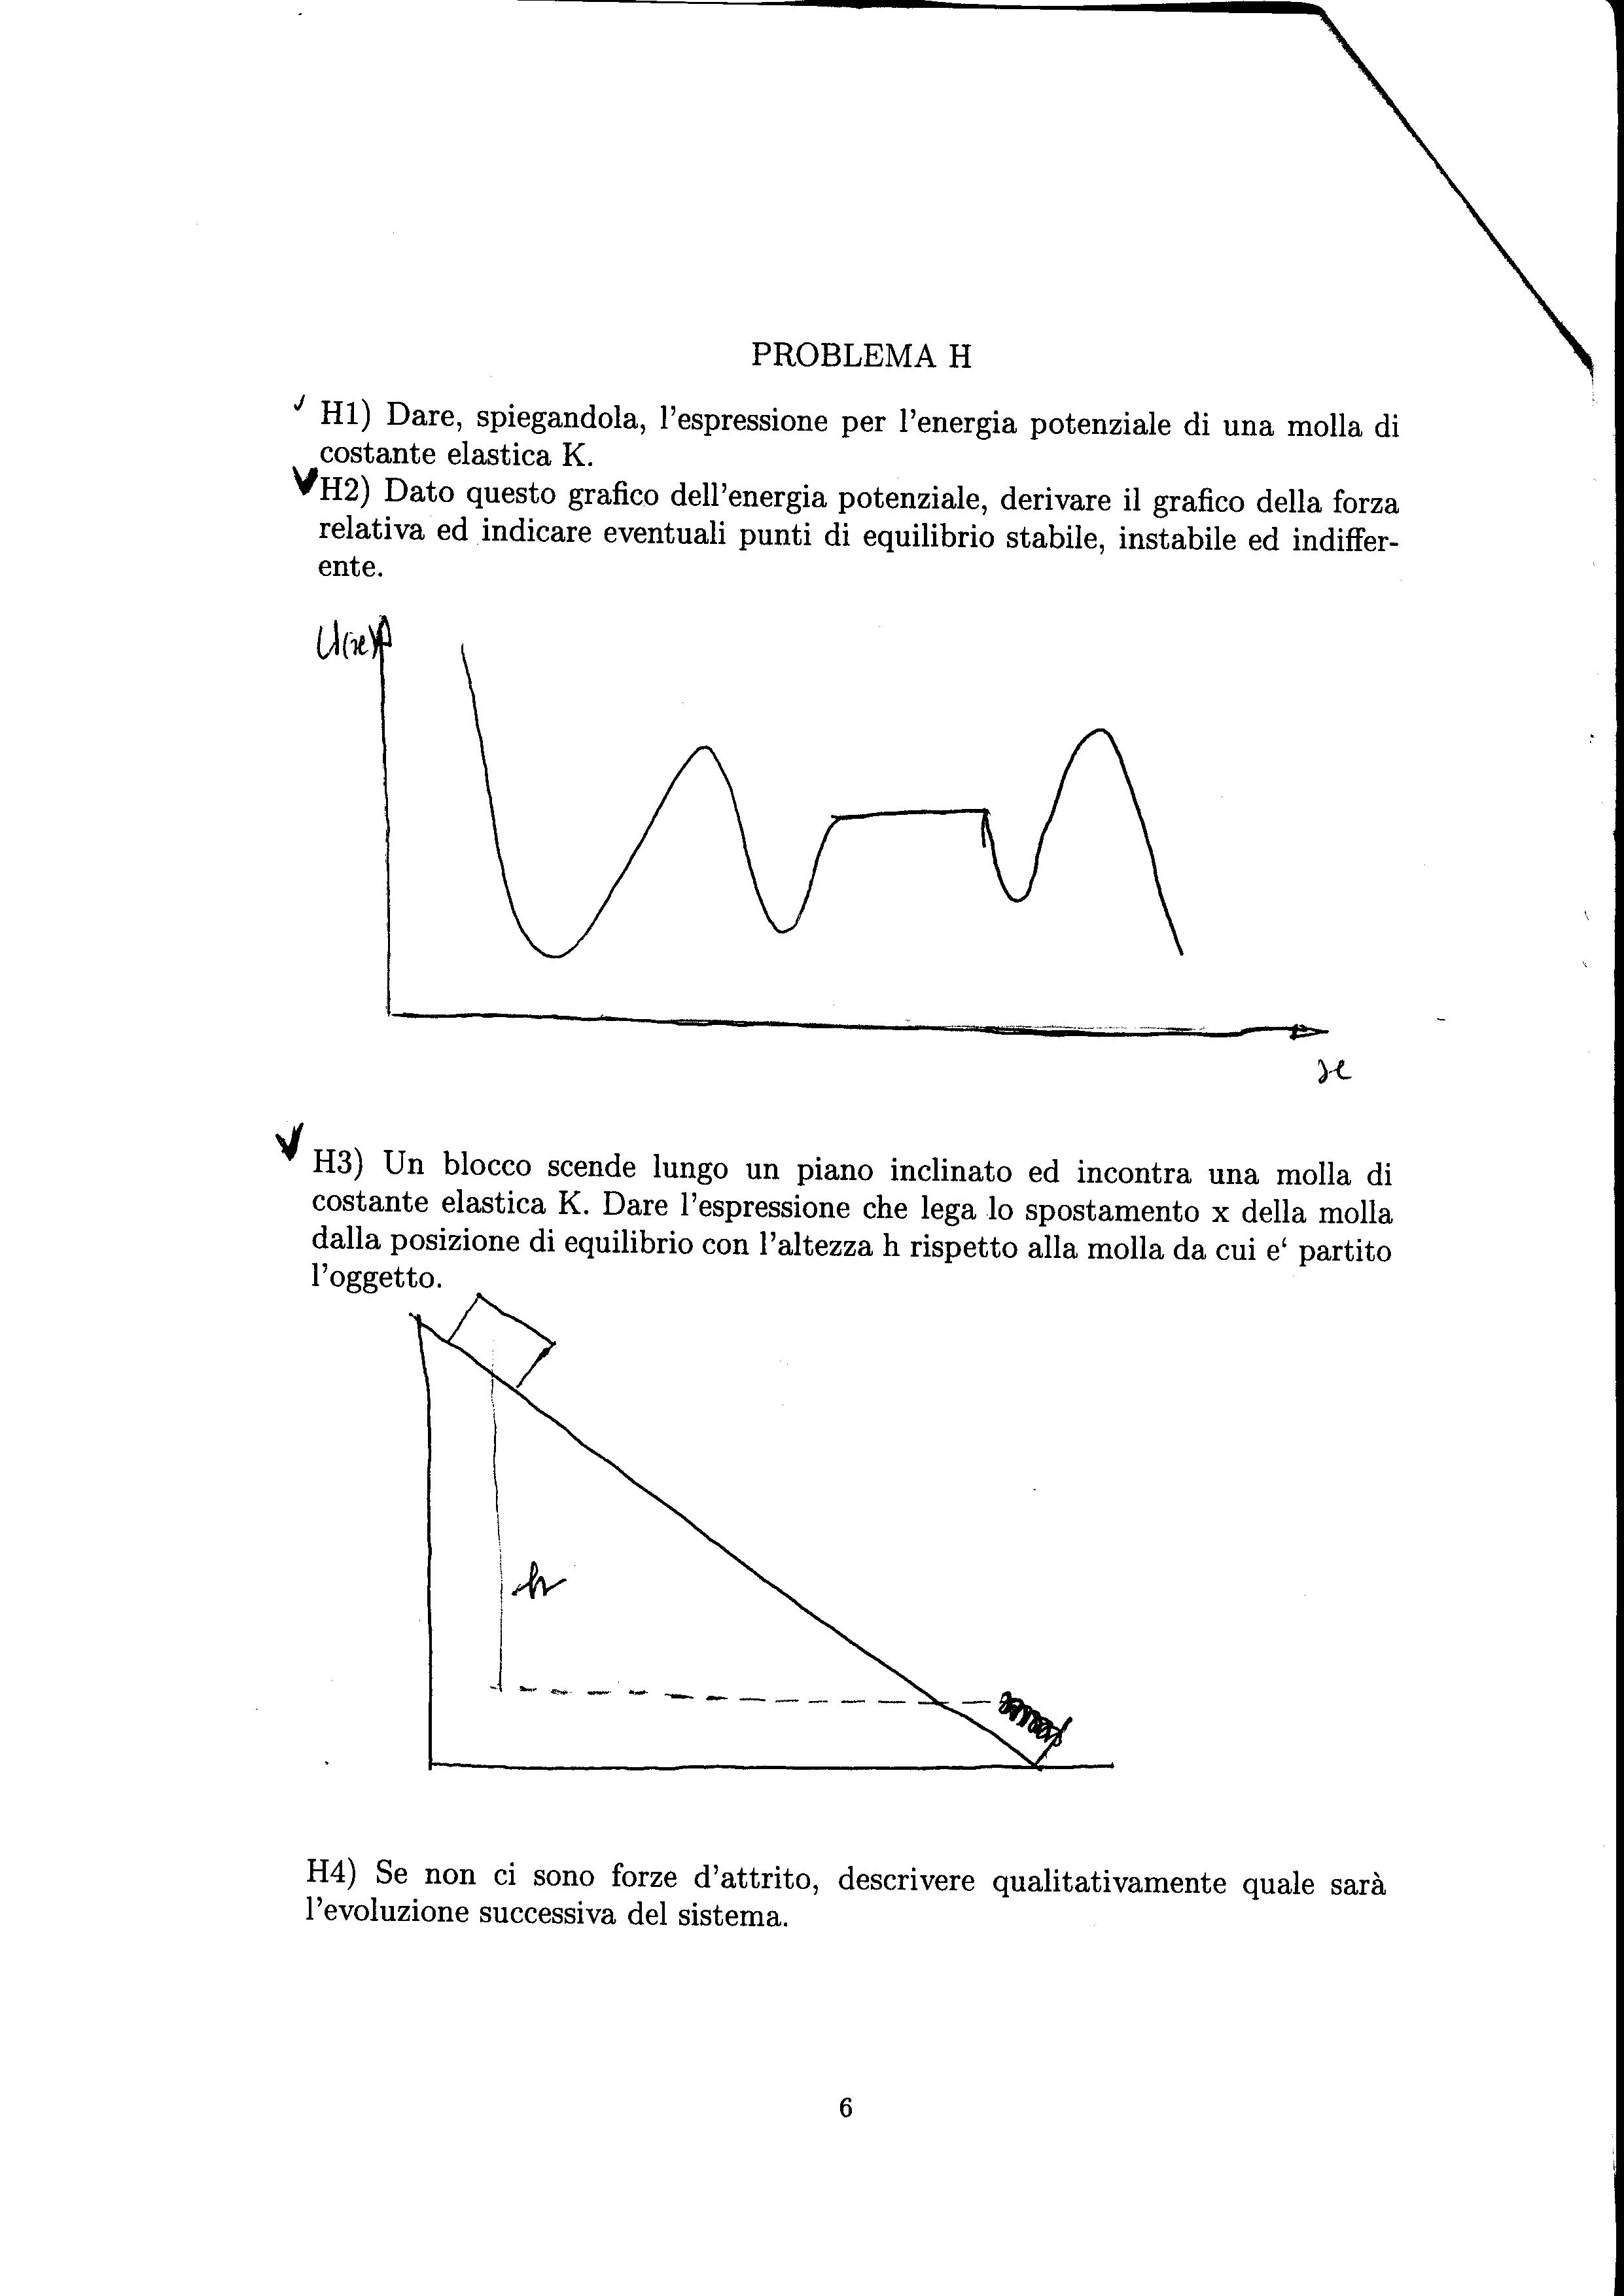 PROBLEMA H
H1) Dare, spiegandola, l'espressione per l'energia potenziale di una molla di
costante elastica K.
H2) Dato questo grafico dell'energia potenziale, derivare il grafico della forza
relativa ed indicare eventuali punti di equilibrio stabile, instabile ed indiffer-
ente.
U(x)
x
H3) Un blocco scende lungo un piano inclinato ed incontra una molla di
costante elastica K. Dare l'espressione che lega lo spostamento x della molla
dalla posizione di equilibrio con l'altezza h rispetto alla molla da cui e‘ partito
l'oggetto.
h
H4) Se non ci sono forze d'attrito, descrivere qualitativamente quale sarà
l'evoluzione successiva del sistema.
6